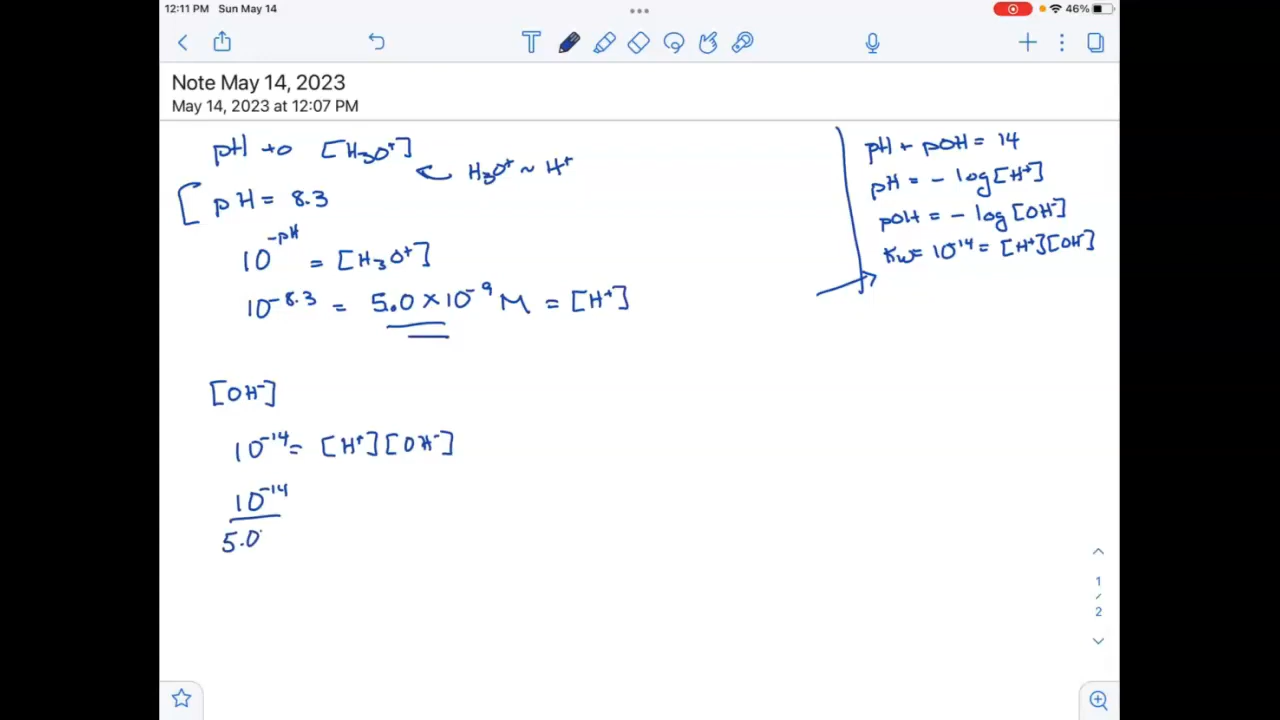 12:11 PM Sun May 14
46%
Note May 14, 2023
May 14, 2023 at 12:07 PM
pH to [H₃O⁺]
H₃O⁺ ~ H⁺
pH = 8.3
10^-pH = [H₃O⁺]
10^-8.3 = 5.0 × 10^-9 M = [H⁺]
[OH⁻]
10^-14 = [H⁺][OH⁻]
10^-14
5.0
pH + pOH = 14
pH = - log[H⁺]
pOH = - log[OH⁻]
Kw = 10^-14 = [H⁺][OH⁻]
1
2